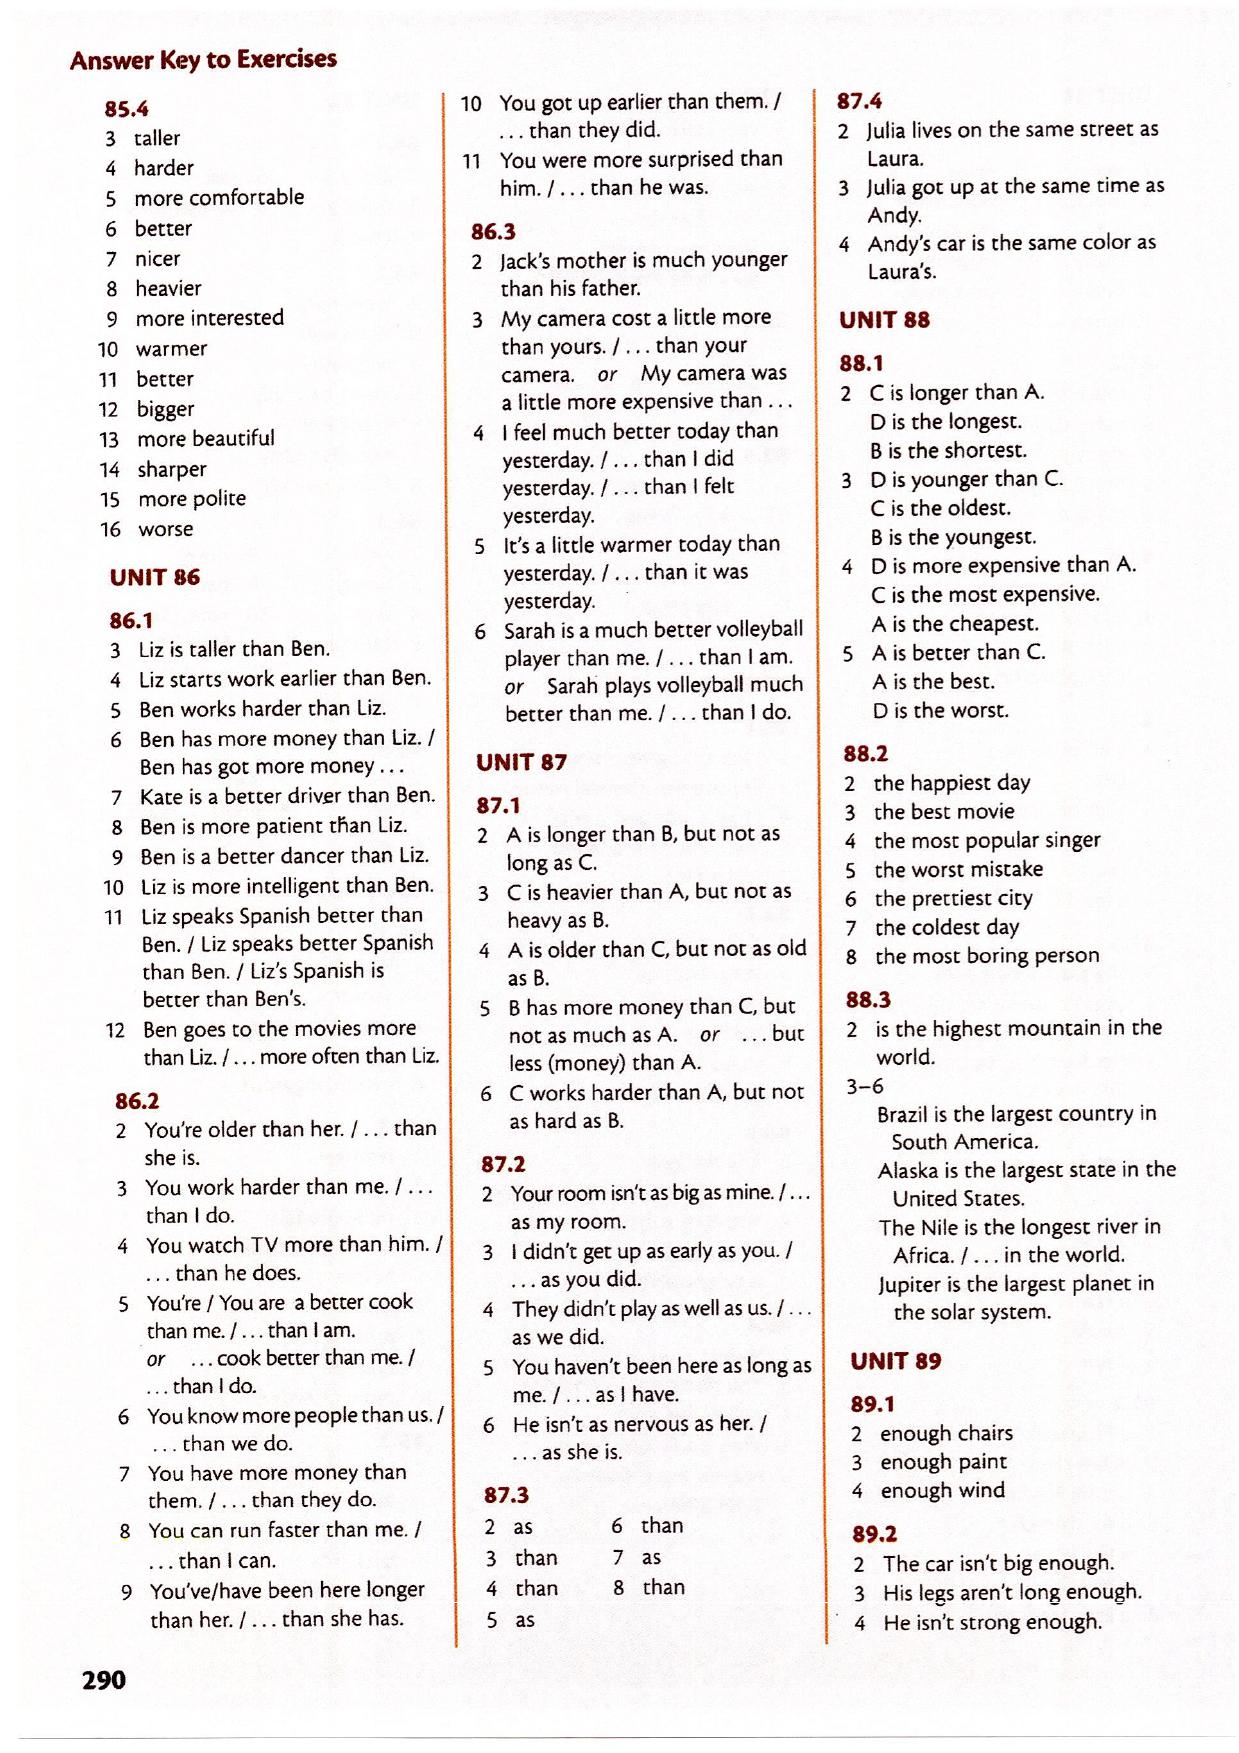 Answer Key to Exercises
85.4
3 taller
4 harder
5 more comfortable
6 better
7 nicer
8 heavier
9 more interested
10 warmer
11 better
12 bigger
13 more beautiful
14 sharper
15 more polite
16 worse
UNIT 86
86.1
3 Liz is taller than Ben.
4 Liz starts work earlier than Ben.
5 Ben works harder than Liz.
6 Ben has more money than Liz. /
Ben has got more money ...
7 Kate is a better driver than Ben.
8 Ben is more patient than Liz.
9 Ben is a better dancer than Liz.
10 Liz is more intelligent than Ben.
11 Liz speaks Spanish better than
Ben. / Liz speaks better Spanish
than Ben. / Liz's Spanish is
better than Ben's.
12 Ben goes to the movies more
than Liz. / ... more often than Liz.
86.2
2 You're older than her. / ... than
she is.
3 You work harder than me. / ...
than I do.
4 You watch TV more than him. /
... than he does.
5 You're / You are a better cook
than me. / ... than I am.
or ... cook better than me. /
... than I do.
6 You know more people than us. /
... than we do.
7 You have more money than
them. / ... than they do.
8 You can run faster than me. /
... than I can.
9 You've/have been here longer
than her. / ... than she has.
10 You got up earlier than them. /
... than they did.
11 You were more surprised than
him. / ... than he was.
86.3
2 Jack's mother is much younger
than his father.
3 My camera cost a little more
than yours. / ... than your
camera. or My camera was
a little more expensive than ...
4 I feel much better today than
yesterday. / ... than I did
yesterday. / ... than I felt
yesterday.
5 It's a little warmer today than
yesterday. / ... than it was
yesterday.
6 Sarah is a much better volleyball
player than me. / ... than I am.
or Sarah plays volleyball much
better than me. / ... than I do.
UNIT 87
87.1
2 A is longer than B, but not as
long as C.
3 C is heavier than A, but not as
heavy as B.
4 A is older than C, but not as old
as B.
5 B has more money than C, but
not as much as A. or ... but
less (money) than A.
6 C works harder than A, but not
as hard as B.
87.2
2 Your room isn't as big as mine. / ...
as my room.
3 I didn't get up as early as you. /
... as you did.
4 They didn't play as well as us. / ...
as we did.
5 You haven't been here as long as
me. / ... as I have.
6 He isn't as nervous as her. /
... as she is.
87.3
2 as 6 than
3 than 7 as
4 than 8 than
5 as
87.4
2 Julia lives on the same street as
Laura.
3 Julia got up at the same time as
Andy.
4 Andy's car is the same color as
Laura's.
UNIT 88
88.1
2 C is longer than A.
D is the longest.
B is the shortest.
3 D is younger than C.
C is the oldest.
B is the youngest.
4 D is more expensive than A.
C is the most expensive.
A is the cheapest.
5 A is better than C.
A is the best.
D is the worst.
88.2
2 the happiest day
3 the best movie
4 the most popular singer
5 the worst mistake
6 the prettiest city
7 the coldest day
8 the most boring person
88.3
2 is the highest mountain in the
world.
3–6
Brazil is the largest country in
South America.
Alaska is the largest state in the
United States.
The Nile is the longest river in
Africa. / ... in the world.
Jupiter is the largest planet in
the solar system.
UNIT 89
89.1
2 enough chairs
3 enough paint
4 enough wind
89.2
2 The car isn't big enough.
3 His legs aren't long enough.
4 He isn't strong enough.
290